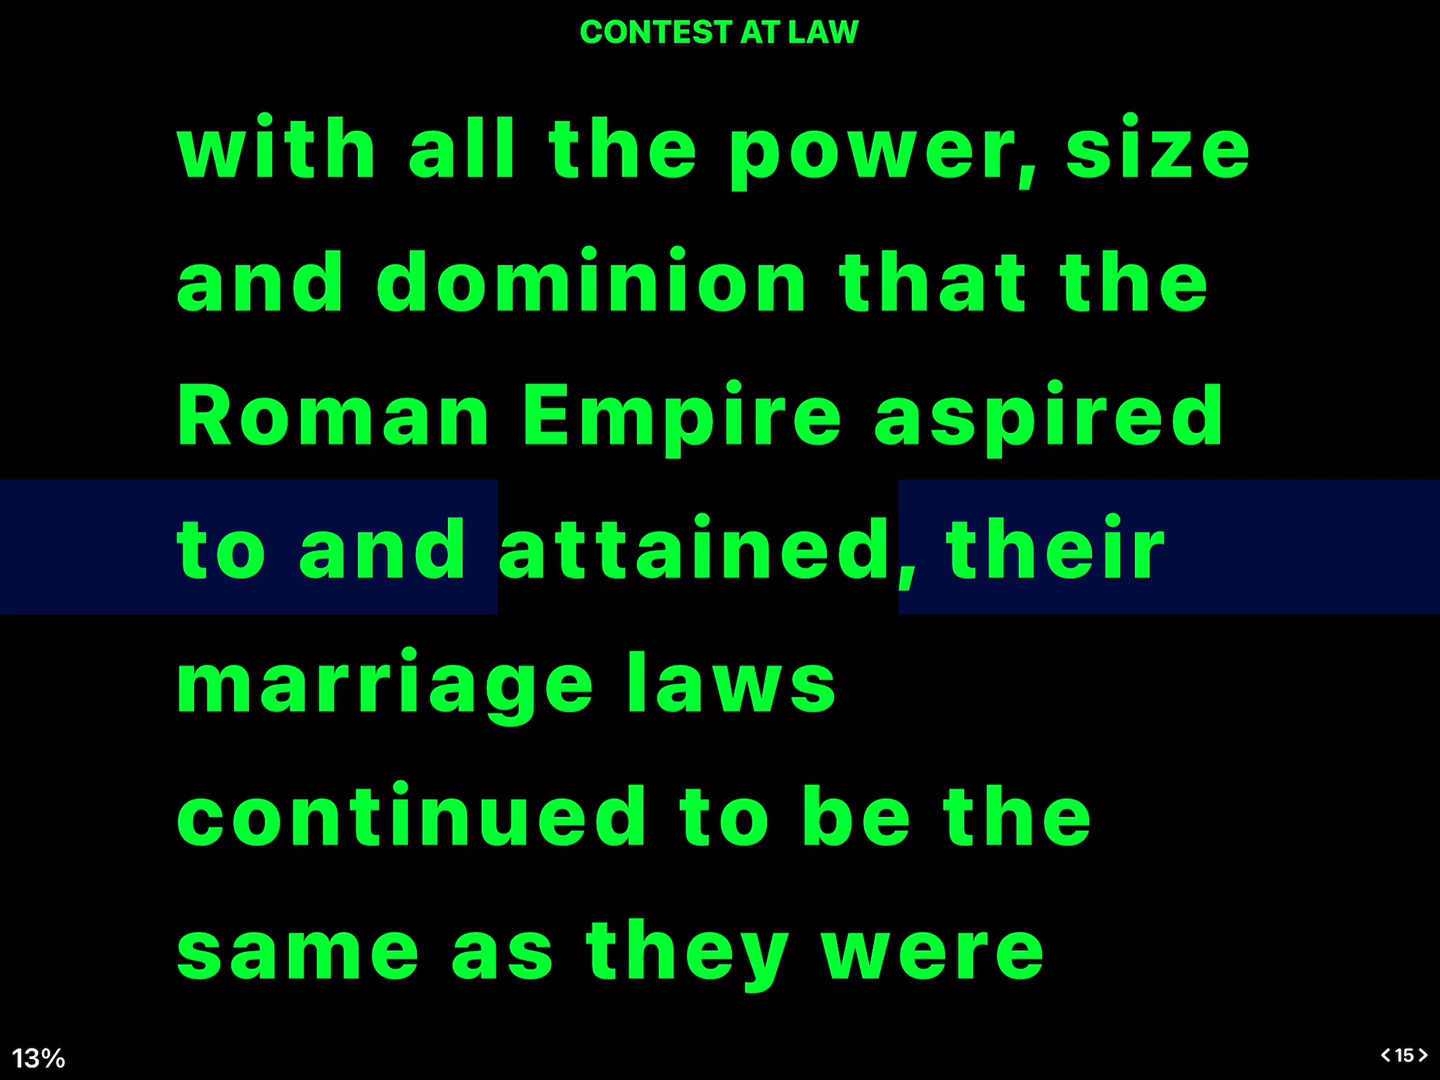 CONTEST AT LAW
with all the power, size
and dominion that the
Roman Empire aspired
to and attained, their
marriage laws
continued to be the
same as they were
13%
<15>